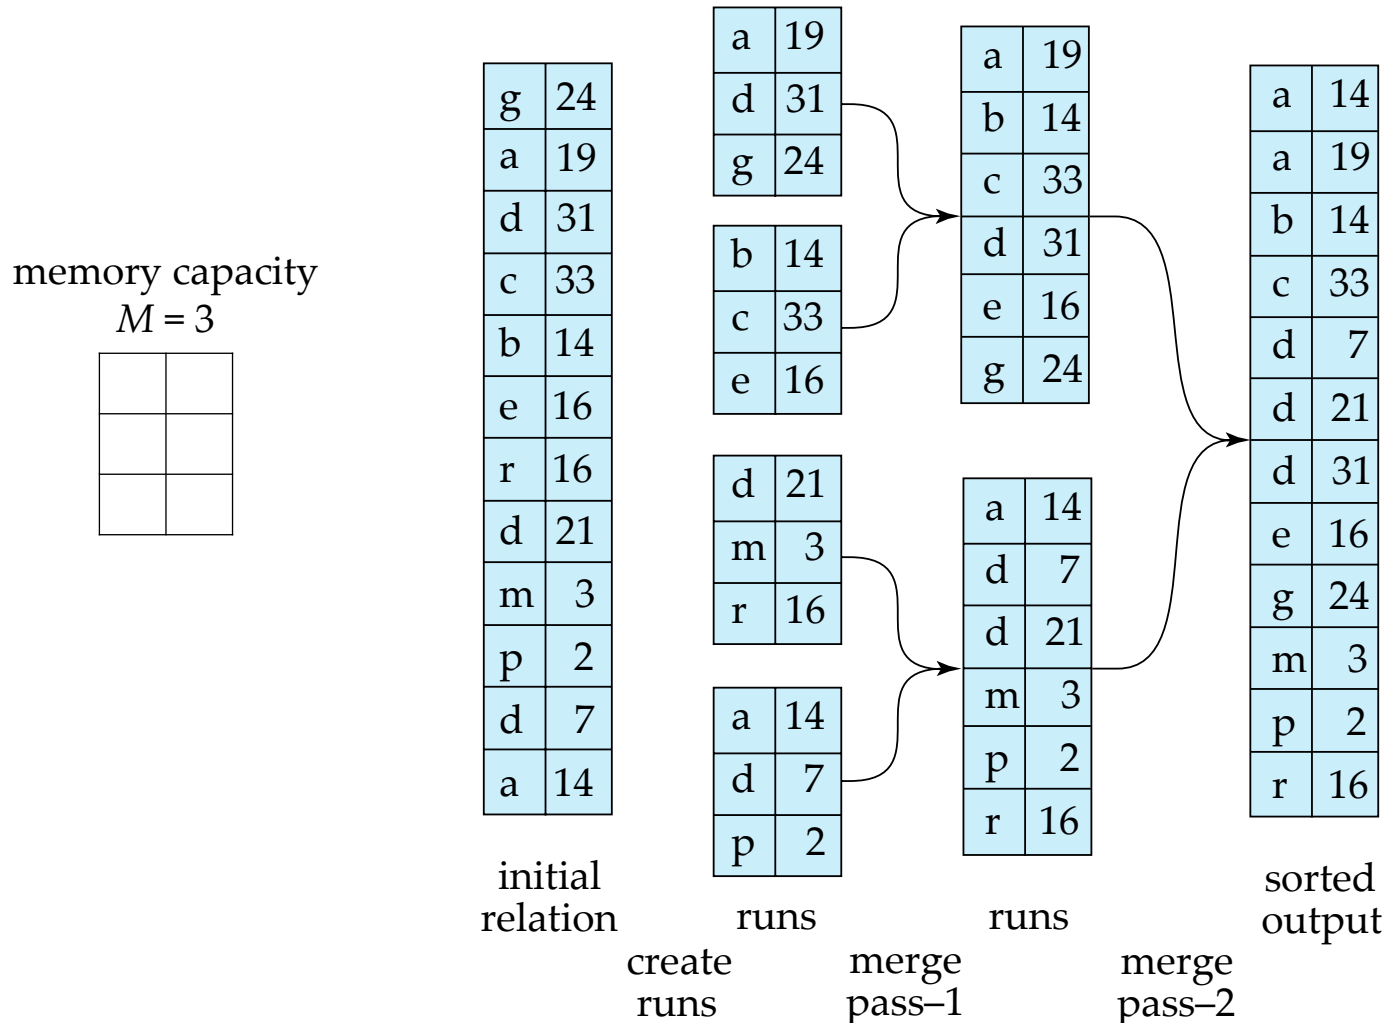 memory capacity
M = 3
g 24
a 19
d 31
c 33
b 14
e 16
r 16
d 21
m 3
p 2
d 7
a 14
initial
relation
create
runs
a 19
d 31
g 24
b 14
c 33
e 16
d 21
m 3
r 16
a 14
d 7
p 2
runs
merge
pass–1
a 19
b 14
c 33
d 31
e 16
g 24
a 14
d 7
d 21
m 3
p 2
r 16
runs
merge
pass–2
a 14
a 19
b 14
c 33
d 7
d 21
d 31
e 16
g 24
m 3
p 2
r 16
sorted
output